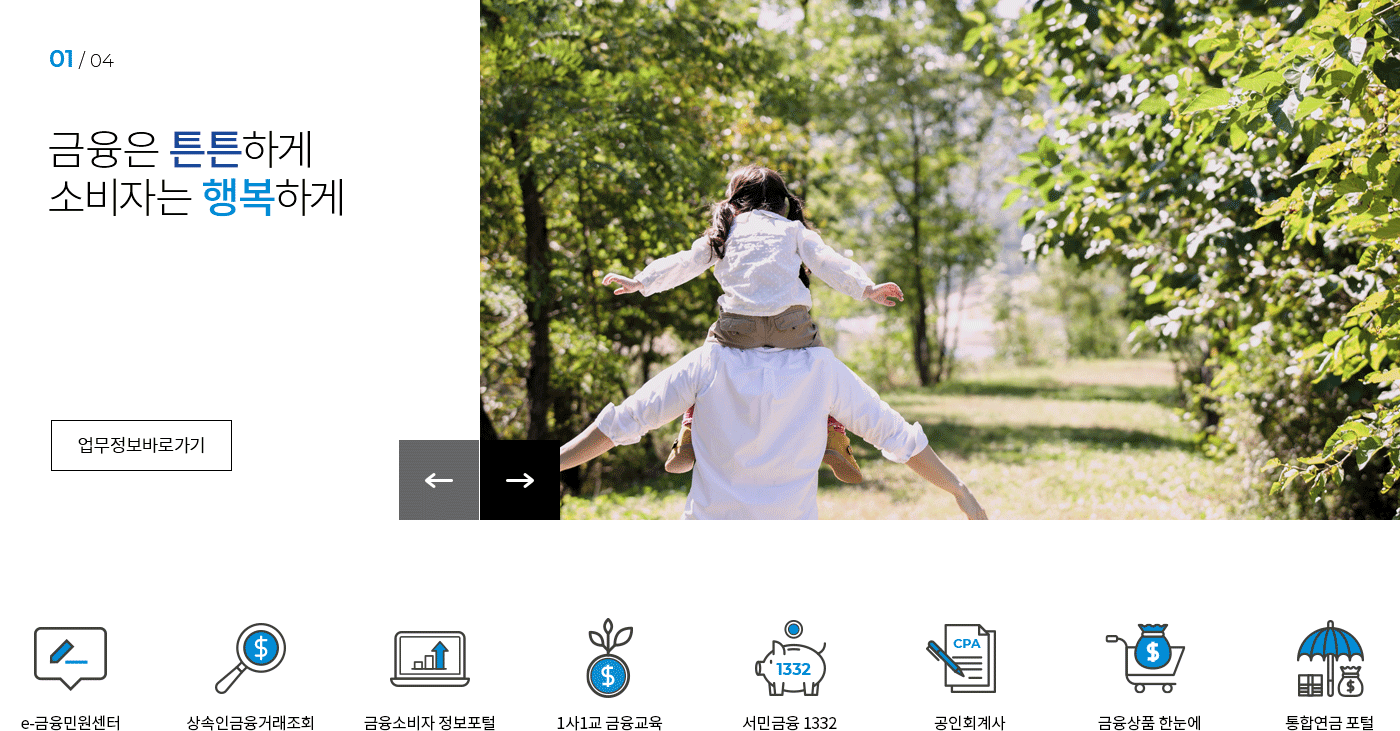 01 / 04
금융은 튼튼하게
소비자는 행복하게
업무정보바로가기
CPA
1332
e-금융민원센터
상속인금융거래조회
금융소비자 정보포털
1사1교 금융교육
서민금융 1332
공인회계사
금융상품 한눈에
통합연금 포털